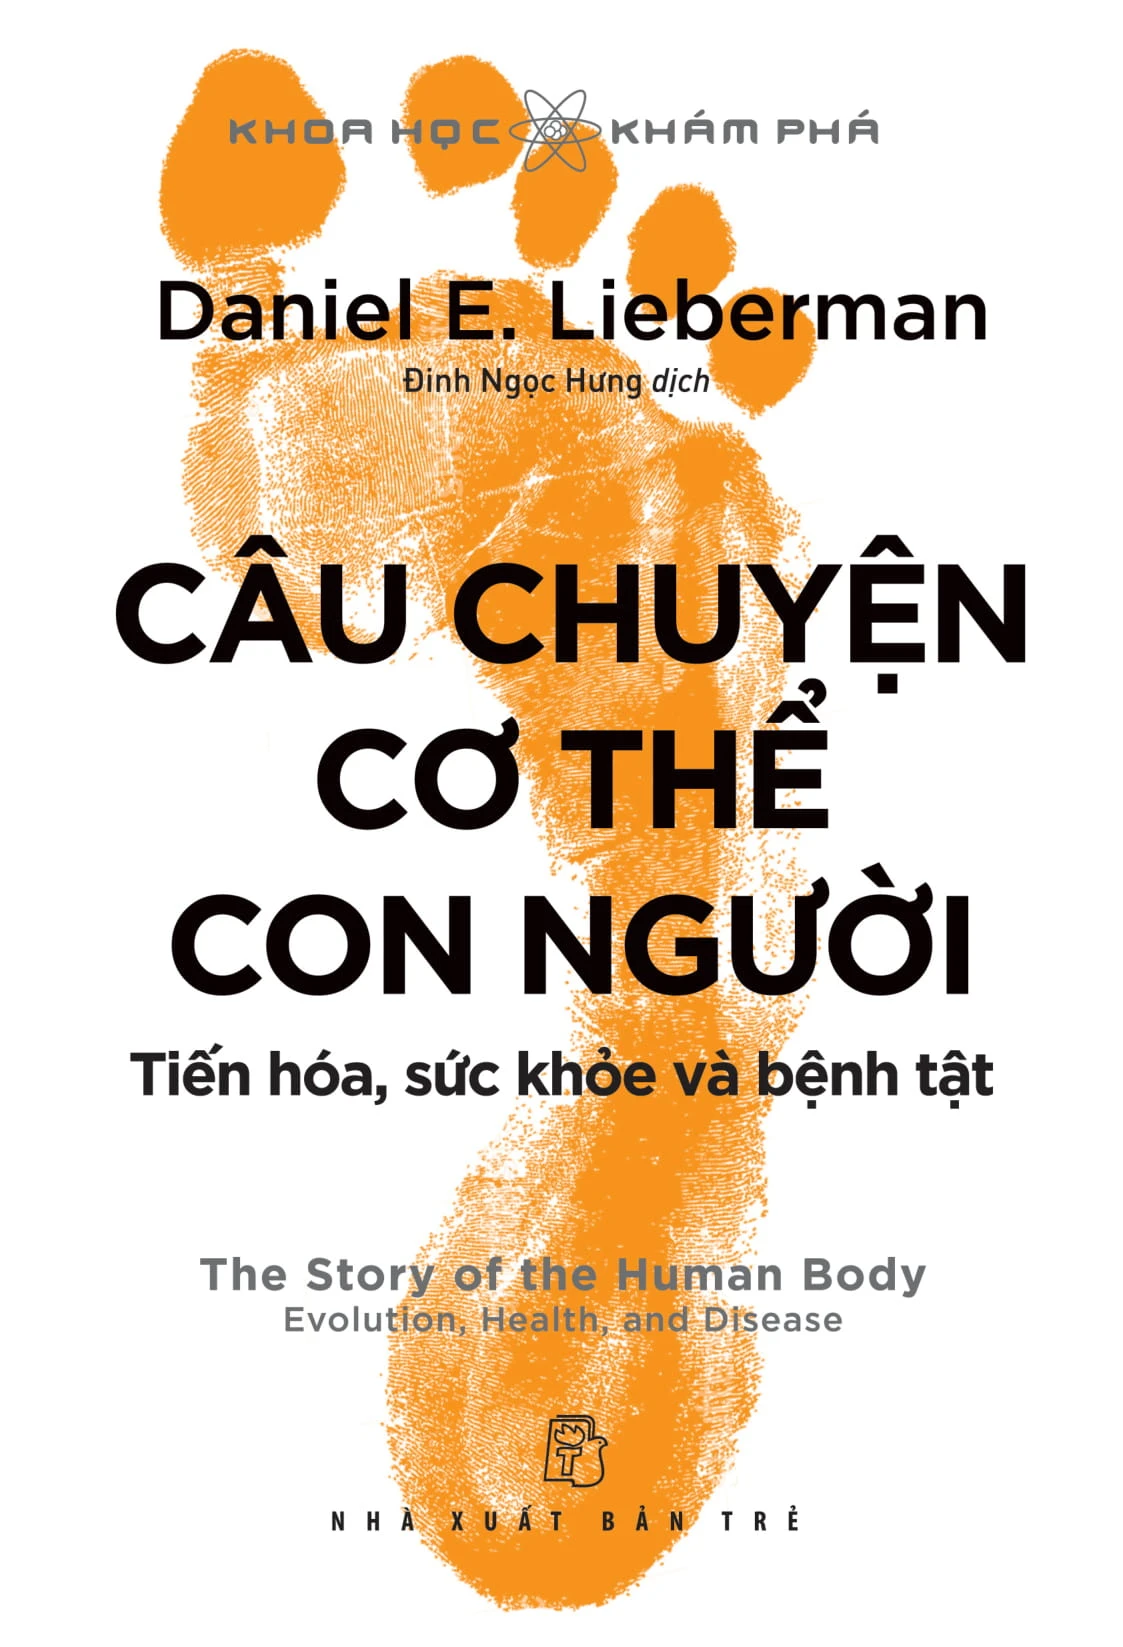 KHOA HỌC KHÁM PHÁ
Daniel E. Lieberman
Đinh Ngọc Hưng dịch
CÂU CHUYỆN
CƠ THỂ
CON NGƯỜI
Tiến hóa, sức khỏe và bệnh tật
The Story of the Human Body
Evolution, Health, and Disease
T
NHÀ XUẤT BẢN TRẺ